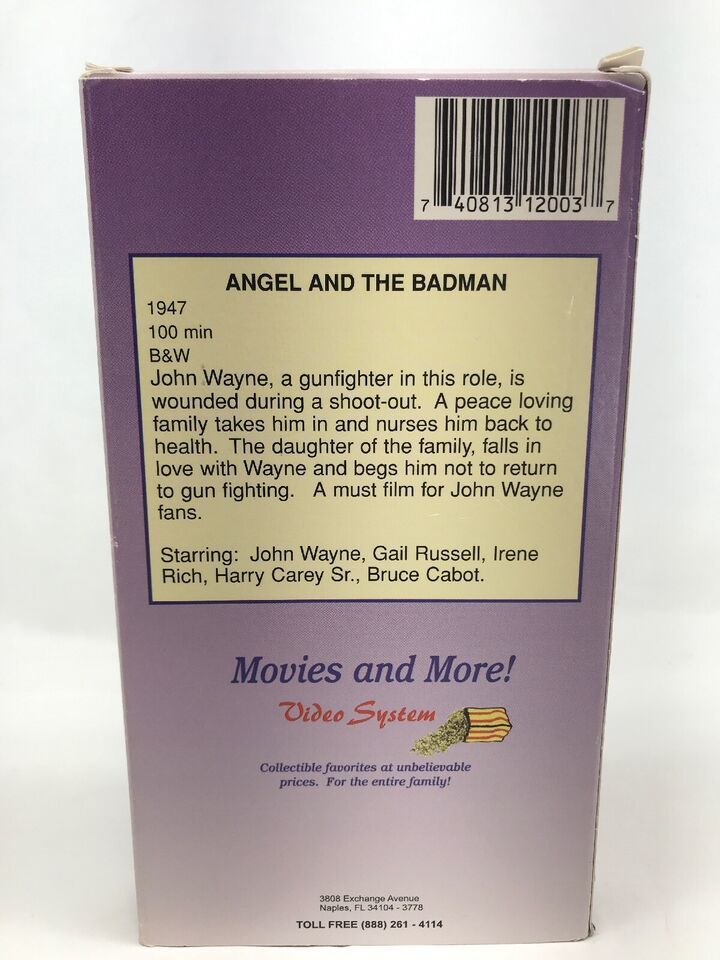 7 40813 12003 7
ANGEL AND THE BADMAN
1947
100 min
B&W
John Wayne, a gunfighter in this role, is
wounded during a shoot-out. A peace loving
family takes him in and nurses him back to
health. The daughter of the family, falls in
love with Wayne and begs him not to return
to gun fighting. A must film for John Wayne
fans.
Starring: John Wayne, Gail Russell, Irene
Rich, Harry Carey Sr., Bruce Cabot.
Movies and More!
Video System
Collectible favorites at unbelievable
prices. For the entire family!
3808 Exchange Avenue
Naples, FL 34104 - 3778
TOLL FREE (888) 261 - 4114